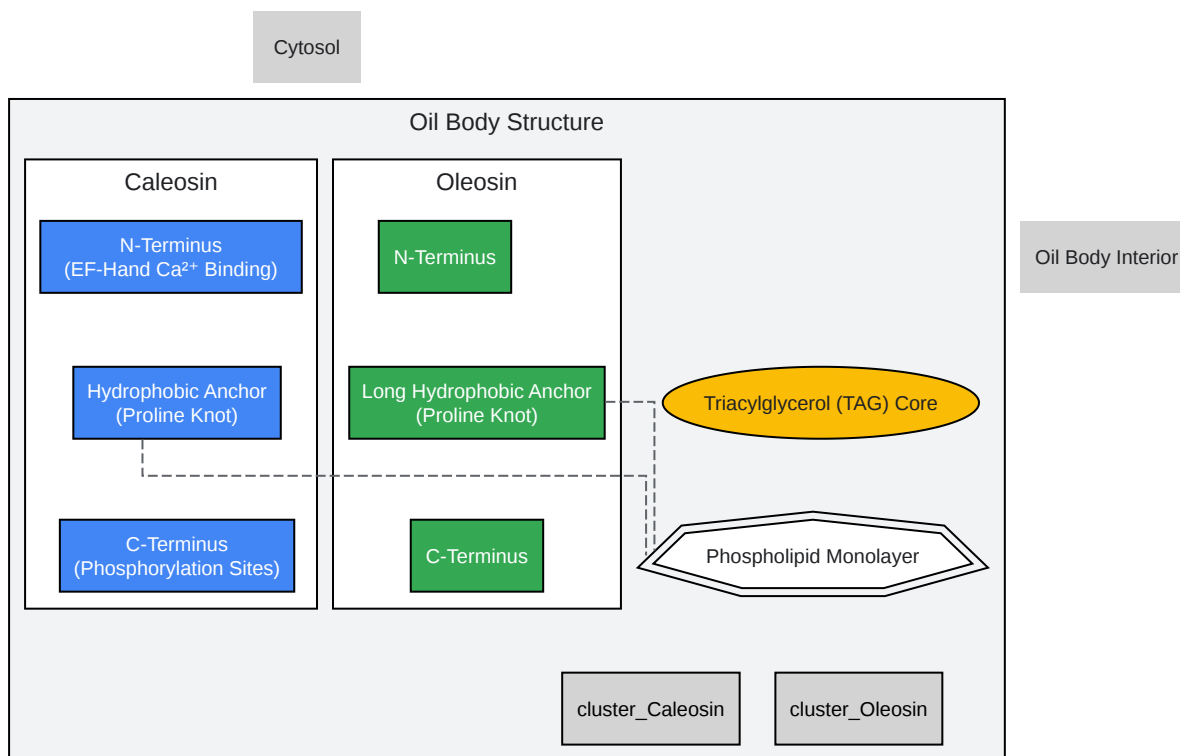 Cytosol
Oil Body Structure
Caleosin
Oleosin
N-Terminus
(EF-Hand Ca²⁺ Binding)
N-Terminus
Oil Body Interior
Hydrophobic Anchor
(Proline Knot)
Long Hydrophobic Anchor
(Proline Knot)
Triacylglycerol (TAG) Core
C-Terminus
(Phosphorylation Sites)
C-Terminus
Phospholipid Monolayer
cluster_Caleosin
cluster_Oleosin